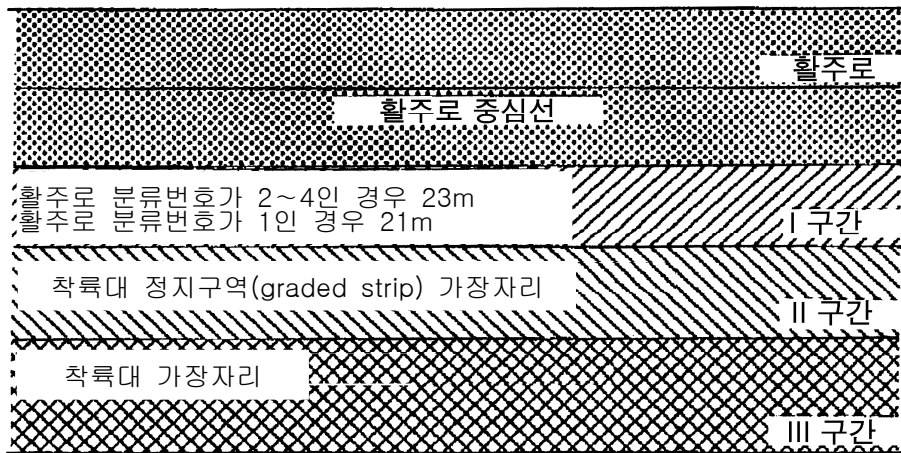 활주로
활주로 중심선
활주로 분류번호가 2~4인 경우 23m
활주로 분류번호가 1인 경우 21m
I 구간
착륙대 정지구역(graded strip) 가장자리
II 구간
착륙대 가장자리
III 구간